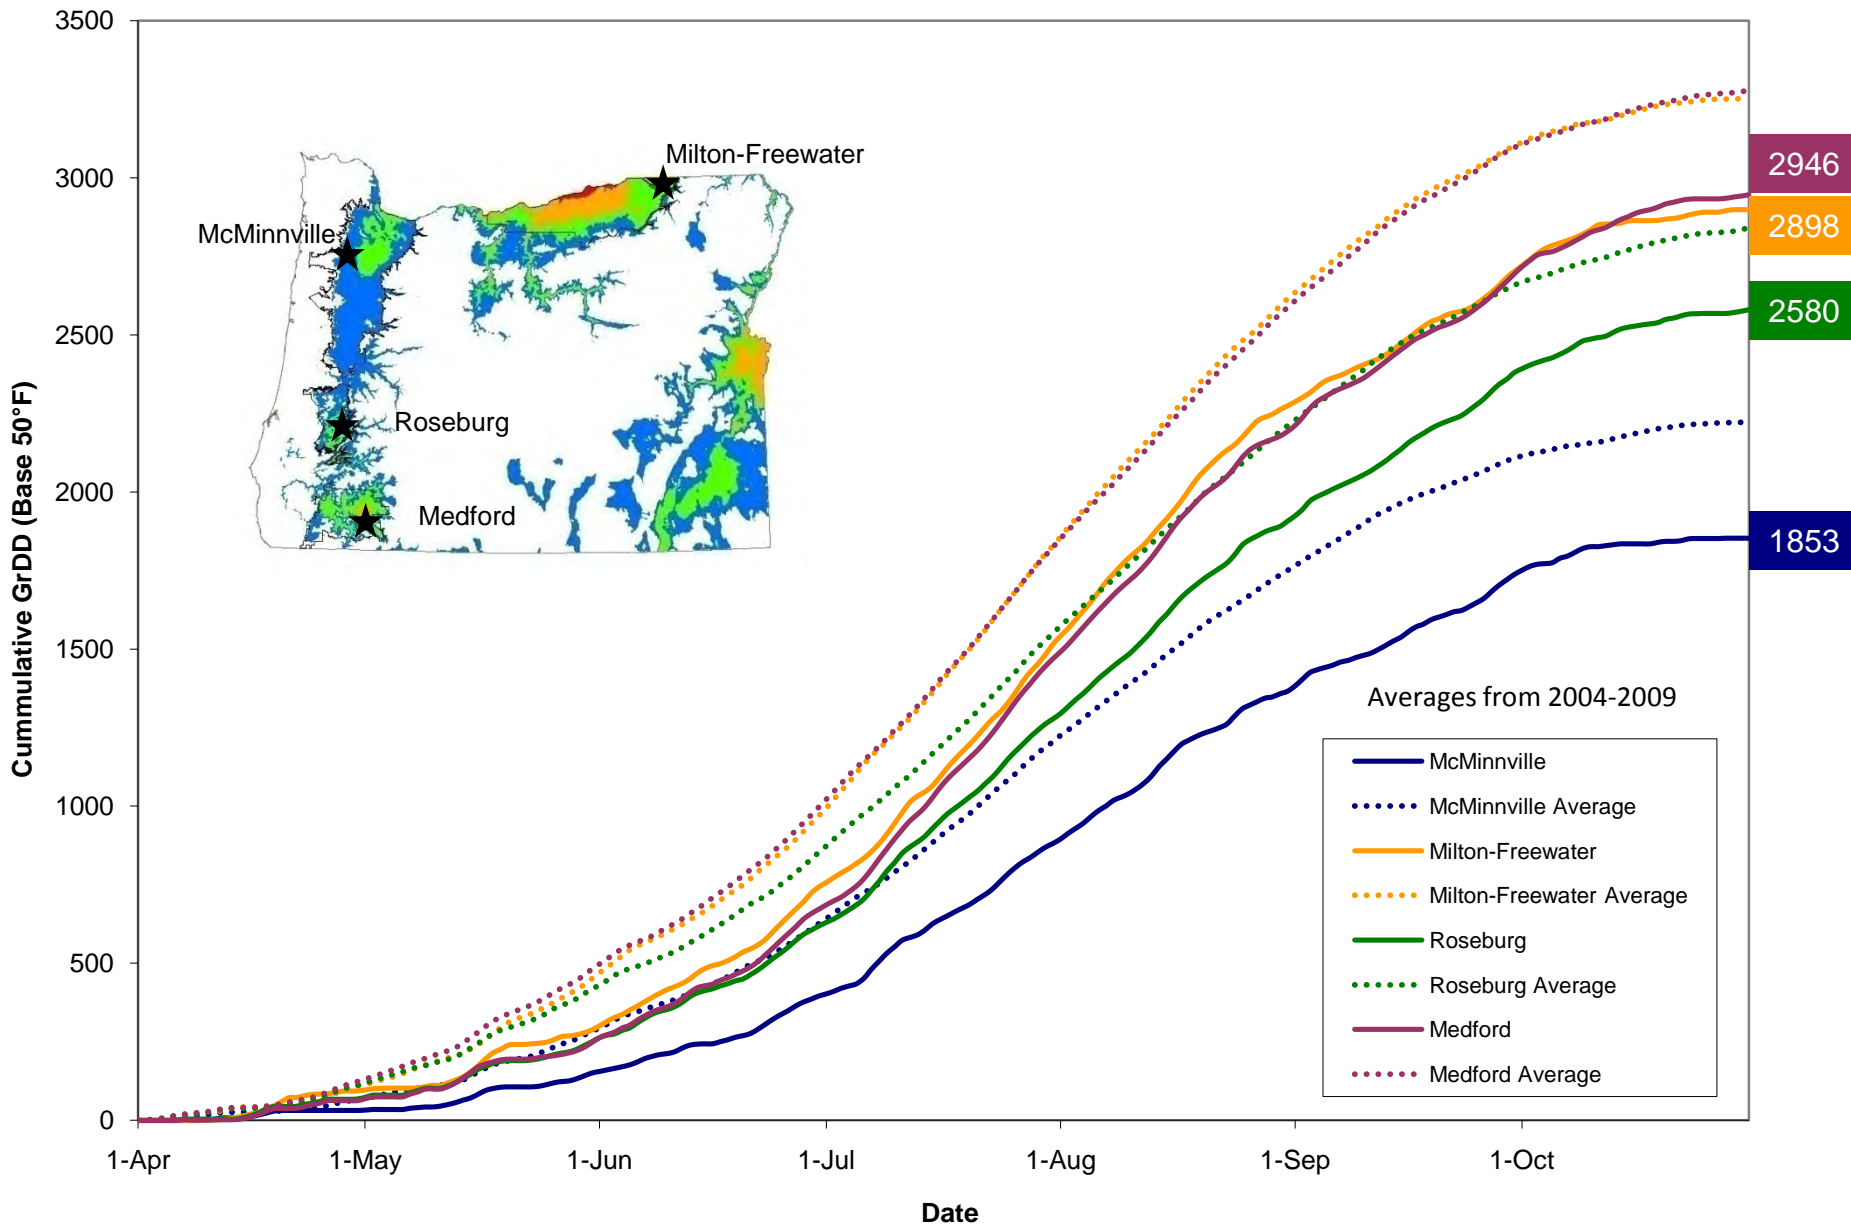 3500
3000
2500
2000
1500
1000
500
0
Cummulative GrDD (Base 50°F)
Milton-Freewater
McMinnville
Roseburg
Medford
2946
2898
2580
1853
Averages from 2004-2009
McMinnville
McMinnville Average
Milton-Freewater
Milton-Freewater Average
Roseburg
Roseburg Average
Medford
Medford Average
1-Apr
1-May
1-Jun
1-Jul
1-Aug
1-Sep
1-Oct
Date